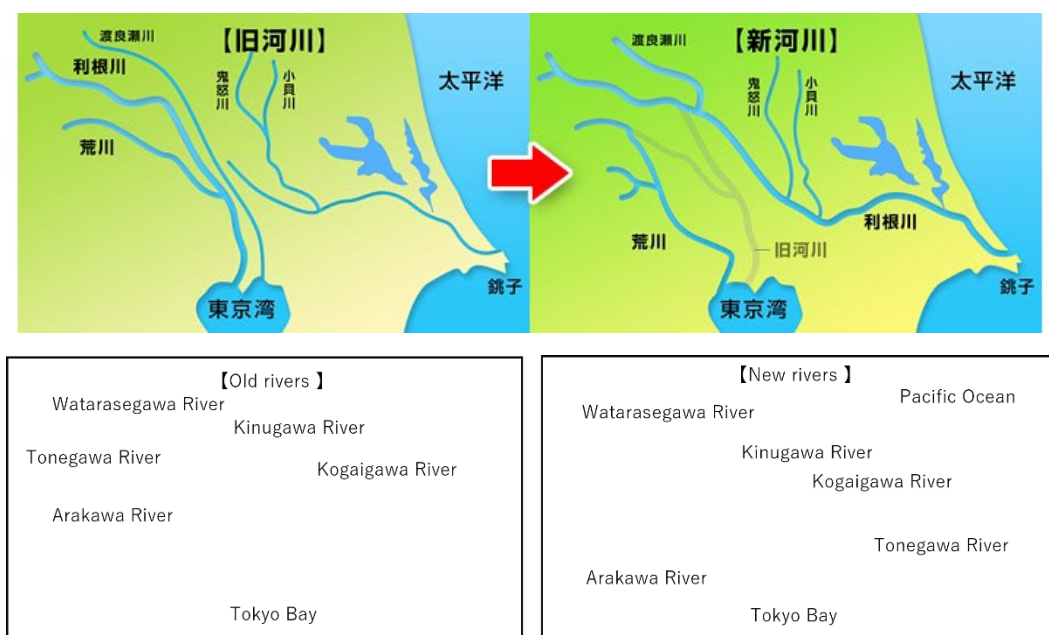 【旧河川】
渡良瀬川
利根川
鬼怒川
小貝川
荒川
太平洋
銚子
東京湾
【新河川】
渡良瀬川
鬼怒川
小貝川
太平洋
利根川
荒川
旧河川
銚子
東京湾
【Old rivers 】
Watarasegawa River
Kinugawa River
Tonegawa River
Kogaigawa River
Arakawa River
Tokyo Bay
【New rivers 】
Pacific Ocean
Watarasegawa River
Kinugawa River
Kogaigawa River
Tonegawa River
Arakawa River
Tokyo Bay